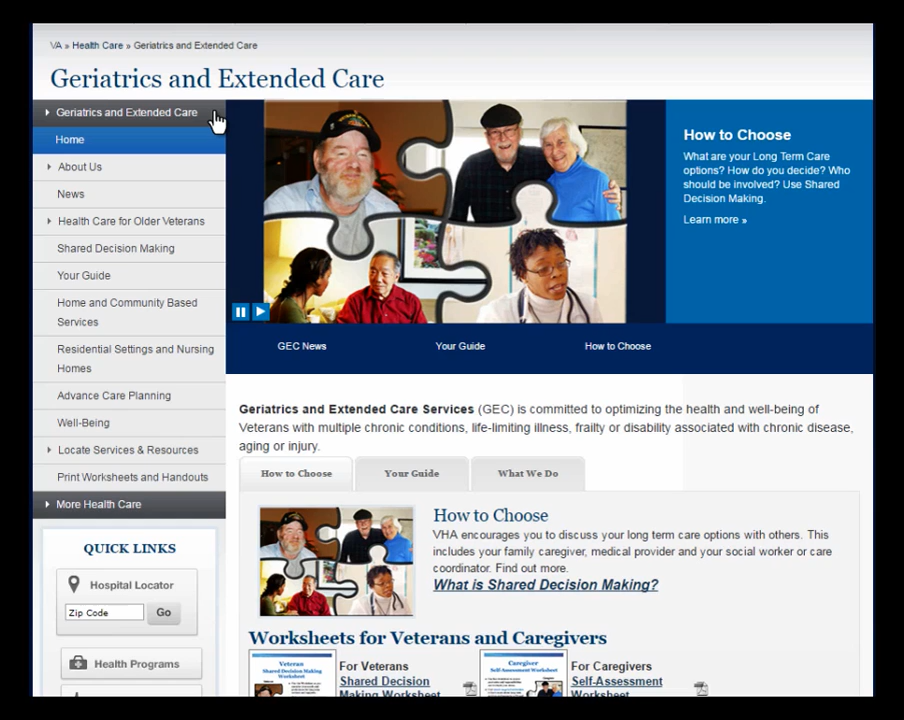 VA » Health Care » Geriatrics and Extended Care
Geriatrics and Extended Care
Geriatrics and Extended Care
Home
About Us
News
Health Care for Older Veterans
Shared Decision Making
Your Guide
Home and Community Based
Services
Residential Settings and Nursing
Homes
Advance Care Planning
Well-Being
Locate Services & Resources
Print Worksheets and Handouts
More Health Care
QUICK LINKS
Hospital Locator
Zip Code Go
Health Programs
How to Choose
What are your Long Term Care
options? How do you decide? Who
should be involved? Use Shared
Decision Making.
Learn more »
GEC News Your Guide How to Choose
Geriatrics and Extended Care Services (GEC) is committed to optimizing the health and well-being of
Veterans with multiple chronic conditions, life-limiting illness, frailty or disability associated with chronic disease,
aging or injury.
How to Choose Your Guide What We Do
How to Choose
VHA encourages you to discuss your long term care options with others. This
includes your family caregiver, medical provider and your social worker or care
coordinator. Find out more.
What is Shared Decision Making?
Worksheets for Veterans and Caregivers
Veteran
Shared Decision Making
Worksheet
For Veterans
Shared Decision
Making Worksheet
Caregiver
Self-Assessment Worksheet
For Caregivers
Self-Assessment
Worksheet